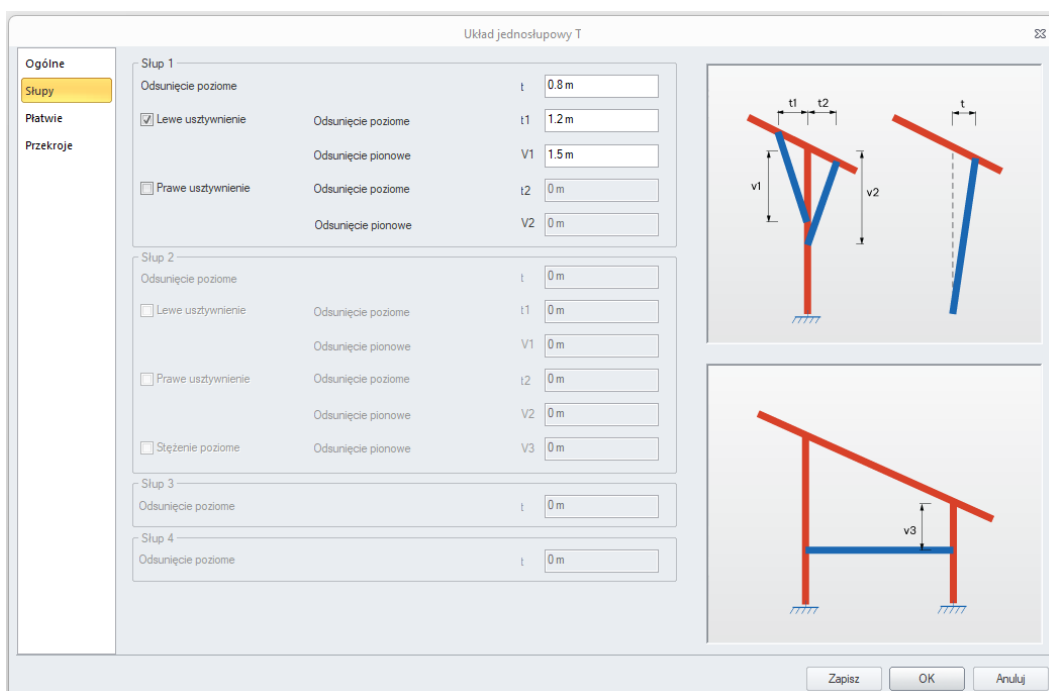 Układ jednosłupowy T
Ogólne
Słupy
Płatwie
Przekroje
Słup 1
Odsunięcie poziome t 0.8 m
Lewe usztywnienie Odsunięcie poziome t1 1.2 m
Odsunięcie pionowe V1 1.5 m
Prawe usztywnienie Odsunięcie poziome t2 0 m
Odsunięcie pionowe V2 0 m
Słup 2
Odsunięcie poziome t 0 m
Lewe usztywnienie Odsunięcie poziome t1 0 m
Odsunięcie pionowe V1 0 m
Prawe usztywnienie Odsunięcie poziome t2 0 m
Odsunięcie pionowe V2 0 m
Stężenie poziome Odsunięcie pionowe V3 0 m
Słup 3
Odsunięcie poziome t 0 m
Słup 4
Odsunięcie poziome t 0 m
t1 t2 t
v1 v2
v3
Zapisz OK Anuluj